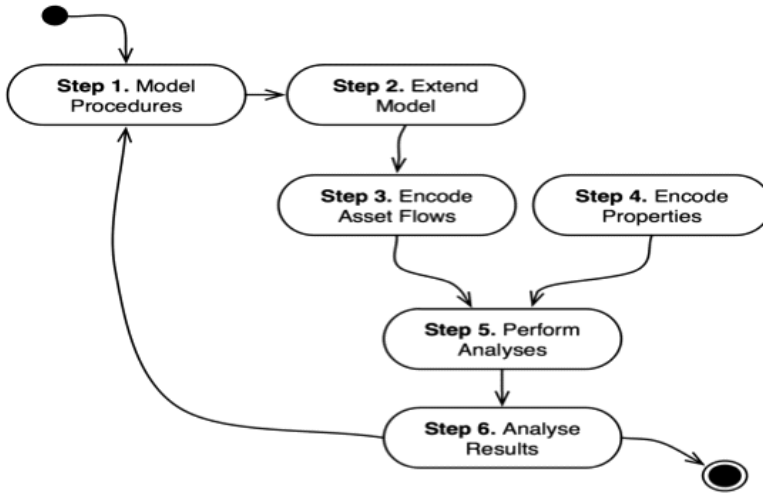 Step 1. Model
Procedures
Step 2. Extend
Model
Step 3. Encode
Asset Flows
Step 4. Encode
Properties
Step 5. Perform
Analyses
Step 6. Analyse
Results